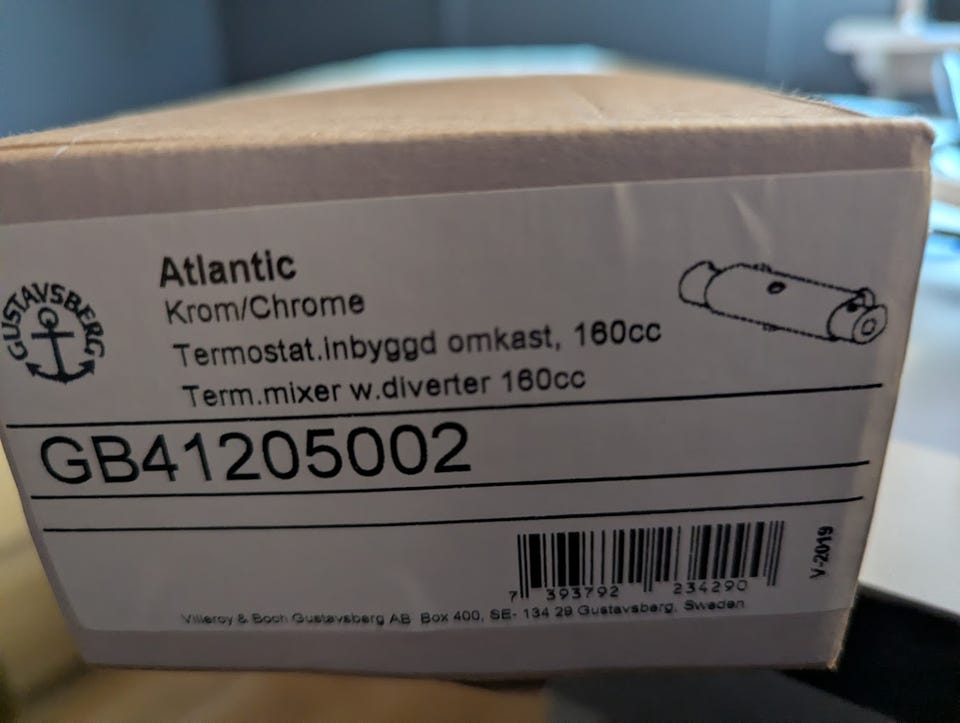 GUSTAVSBERG
Atlantic
Krom/Chrome
Termostat.inbyggd omkast, 160cc
Term.mixer w.diverter 160cc
GB41205002
V-2019
7 393792 234290
Villeroy & Boch Gustavsberg AB Box 400, SE- 134 29 Gustavsberg, Sweden